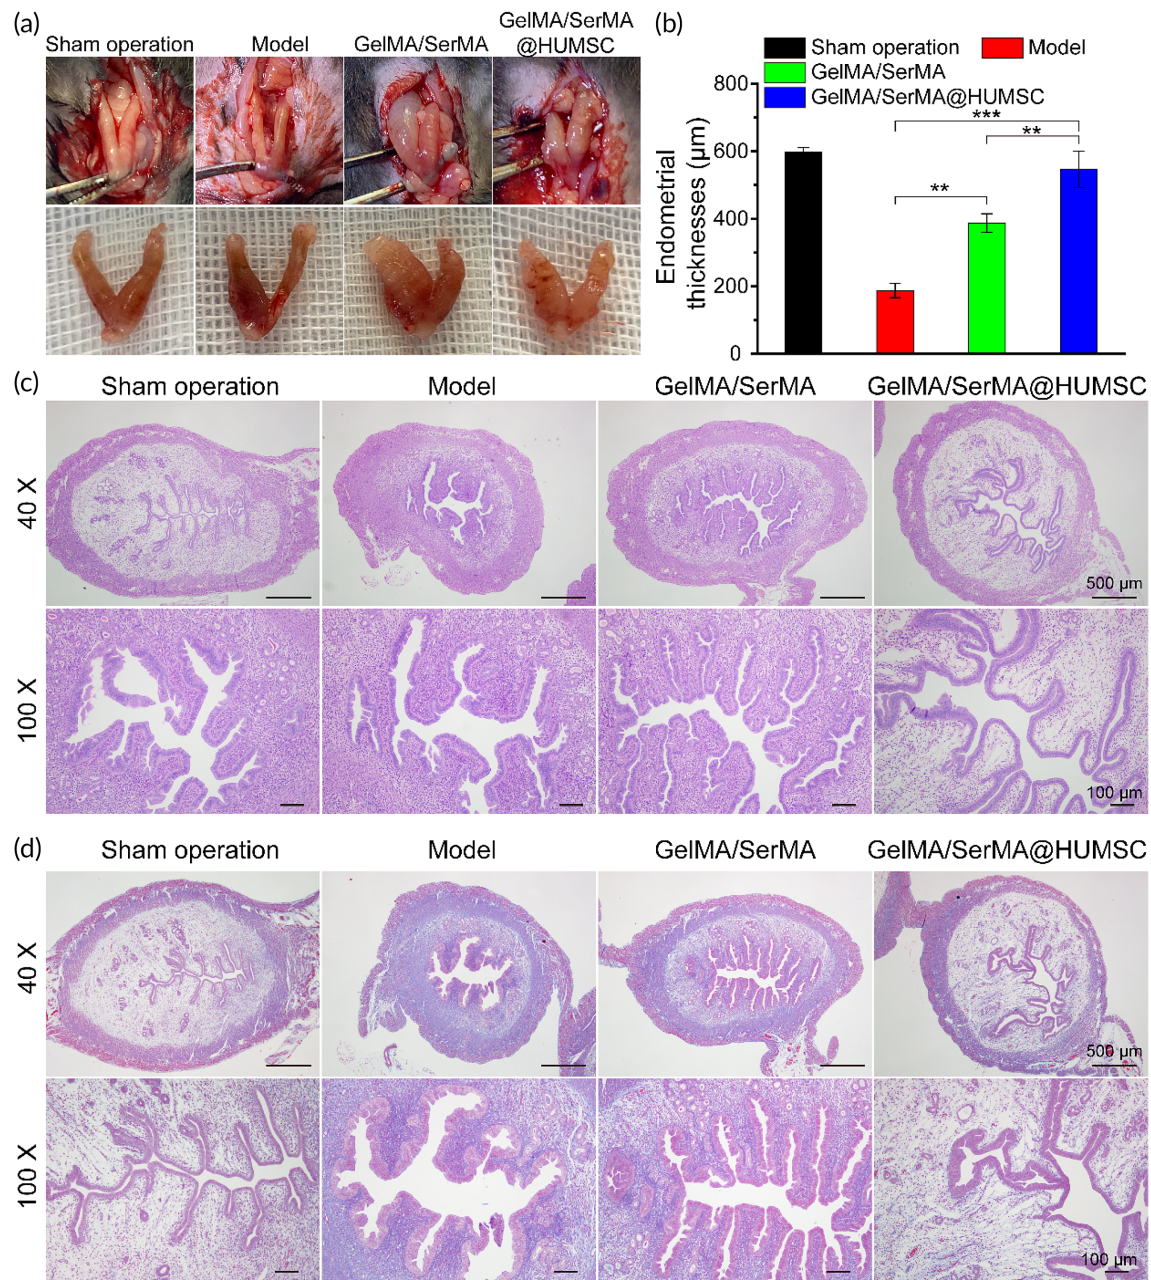 (a)
Sham operation
Model
GelMA/SerMA
GelMA/SerMA
@HUMSC
(b)
Sham operation
Model
GelMA/SerMA
GelMA/SerMA@HUMSC
Endometrial
thicknesses (μm)
800
600
400
200
0
***
**
**
(c)
Sham operation
Model
GelMA/SerMA
GelMA/SerMA@HUMSC
40 X
500 μm
100 X
100 μm
(d)
Sham operation
Model
GelMA/SerMA
GelMA/SerMA@HUMSC
40 X
500 μm
100 X
100 μm